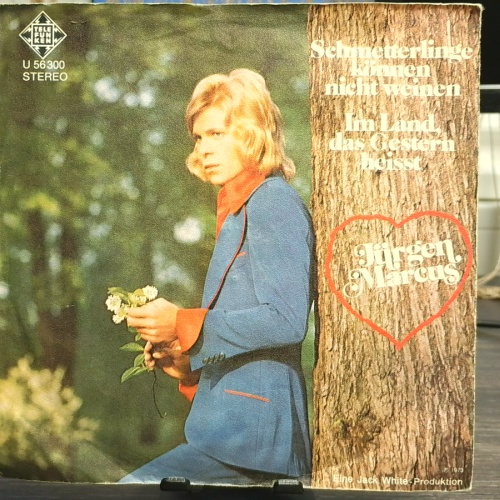 TELE
FUN
KEN
U 56300
STEREO
Schmetterlinge
können
nicht weinen
Im Land,
das Gestern
heisst
Jürgen
Marcus
Eine Jack White-Produktion